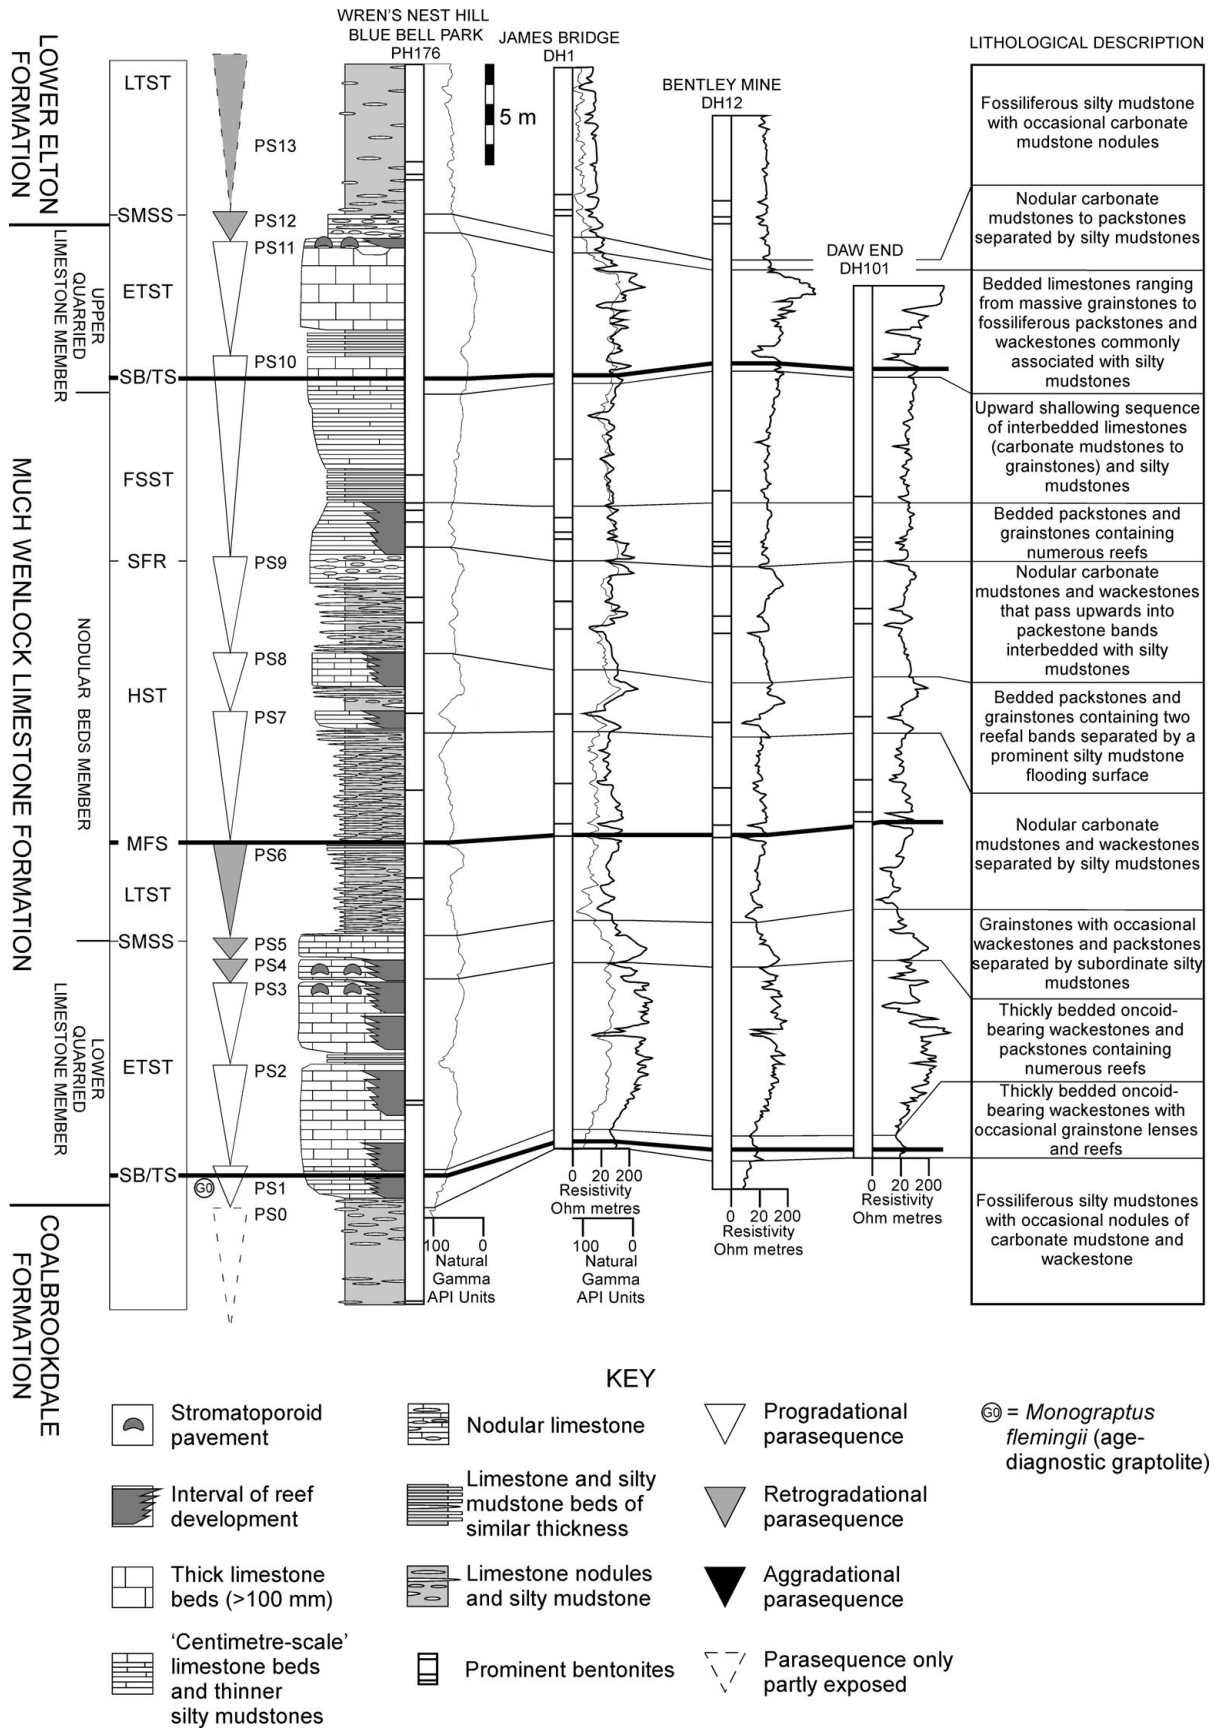 WREN'S NEST HILL
BLUE BELL PARK
PH176
JAMES BRIDGE
DH1
BENTLEY MINE
DH12
DAW END
DH101
5 m
LITHOLOGICAL DESCRIPTION
LOWER ELTON
FORMATION
MUCH WENLOCK LIMESTONE FORMATION
COALBROOKDALE
FORMATION
UPPER
QUARRIED
LIMESTONE MEMBER
NODULAR BEDS MEMBER
LOWER
QUARRIED
LIMESTONE MEMBER
LTST
SMSS
ETST
SB/TS
FSST
SFR
HST
MFS
LTST
SMSS
ETST
SB/TS
PS13
PS12
PS11
PS10
PS9
PS8
PS7
PS6
PS5
PS4
PS3
PS2
PS1
PS0
G0
Fossiliferous silty mudstone
with occasional carbonate
mudstone nodules
Nodular carbonate
mudstones to packstones
separated by silty mudstones
Bedded limestones ranging
from massive grainstones to
fossiliferous packstones and
wackestones commonly
associated with silty
mudstones
Upward shallowing sequence
of interbedded limestones
(carbonate mudstones to
grainstones) and silty
mudstones
Bedded packstones and
grainstones containing
numerous reefs
Nodular carbonate
mudstones and wackestones
that pass upwards into
packestone bands
interbedded with silty
mudstones
Bedded packstones and
grainstones containing two
reefal bands separated by a
prominent silty mudstone
flooding surface
Nodular carbonate
mudstones and wackestones
separated by silty mudstones
Grainstones with occasional
wackestones and packstones
separated by subordinate silty
mudstones
Thickly bedded oncoid-
bearing wackestones and
packstones containing
numerous reefs
Thickly bedded oncoid-
bearing wackestones with
occasional grainstone lenses
and reefs
Fossiliferous silty mudstones
with occasional nodules of
carbonate mudstone and
wackestone
100 0
Natural
Gamma
API Units
0 20 200
Resistivity
Ohm metres
100 0
Natural
Gamma
API Units
0 20 200
Resistivity
Ohm metres
0 20 200
Resistivity
Ohm metres
KEY
Stromatoporoid
pavement
Interval of reef
development
Thick limestone
beds (>100 mm)
'Centimetre-scale'
limestone beds
and thinner
silty mudstones
Nodular limestone
Limestone and silty
mudstone beds of
similar thickness
Limestone nodules
and silty mudstone
Prominent bentonites
Progradational
parasequence
Retrogradational
parasequence
Aggradational
parasequence
Parasequence only
partly exposed
G0 = Monograptus
flemingii (age-
diagnostic graptolite)